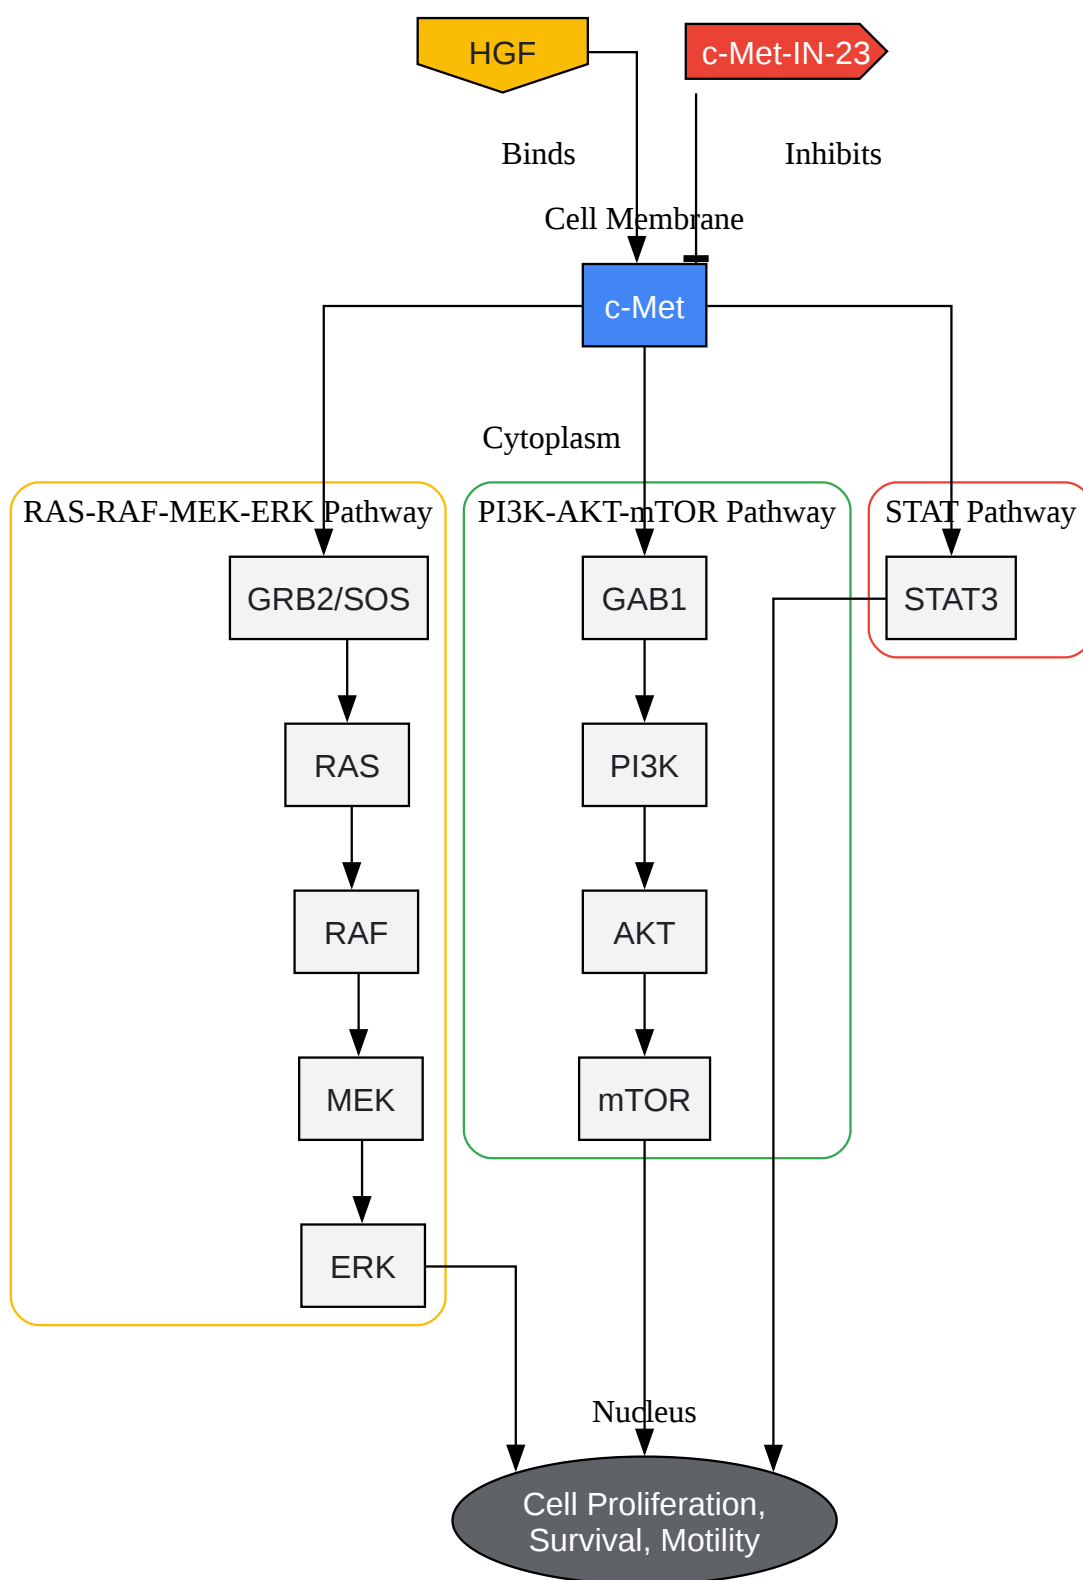 HGF
c-Met-IN-23
Binds
Inhibits
Cell Membrane
c-Met
Cytoplasm
RAS-RAF-MEK-ERK Pathway
PI3K-AKT-mTOR Pathway
STAT Pathway
GRB2/SOS
GAB1
STAT3
RAS
PI3K
RAF
AKT
MEK
mTOR
ERK
Nucleus
Cell Proliferation,
Survival, Motility